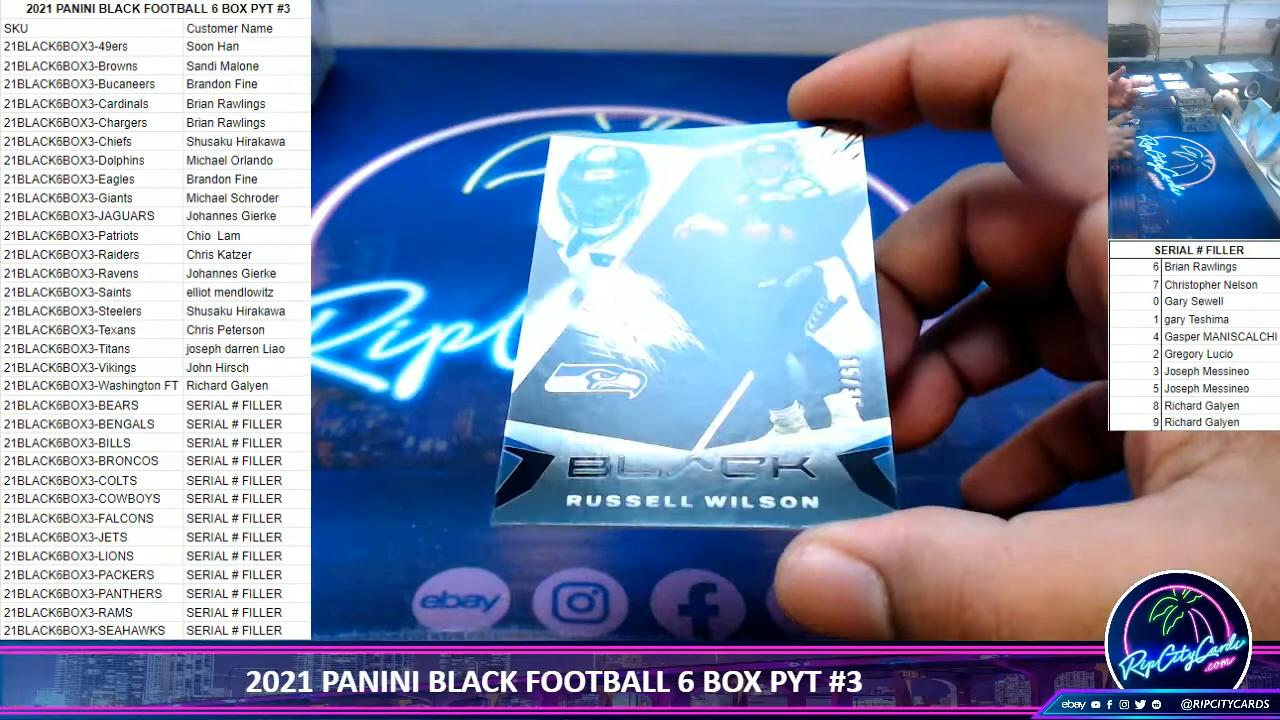 2021 PANINI BLACK FOOTBALL 6 BOX PYT #3
SKU Customer Name
21BLACK6BOX3-49ers Soon Han
21BLACK6BOX3-Browns Sandi Malone
21BLACK6BOX3-Bucaneers Brandon Fine
21BLACK6BOX3-Cardinals Brian Rawlings
21BLACK6BOX3-Chargers Brian Rawlings
21BLACK6BOX3-Chiefs Shusaku Hirakawa
21BLACK6BOX3-Dolphins Michael Orlando
21BLACK6BOX3-Eagles Brandon Fine
21BLACK6BOX3-Giants Michael Schroder
21BLACK6BOX3-JAGUARS Johannes Gierke
21BLACK6BOX3-Patriots Chio Lam
21BLACK6BOX3-Raiders Chris Katzer
21BLACK6BOX3-Ravens Johannes Gierke
21BLACK6BOX3-Saints elliot mendlowitz
21BLACK6BOX3-Steelers Shusaku Hirakawa
21BLACK6BOX3-Texans Chris Peterson
21BLACK6BOX3-Titans joseph darren Liao
21BLACK6BOX3-Vikings John Hirsch
21BLACK6BOX3-Washington FT Richard Galyen
21BLACK6BOX3-BEARS SERIAL # FILLER
21BLACK6BOX3-BENGALS SERIAL # FILLER
21BLACK6BOX3-BILLS SERIAL # FILLER
21BLACK6BOX3-BRONCOS SERIAL # FILLER
21BLACK6BOX3-COLTS SERIAL # FILLER
21BLACK6BOX3-COWBOYS SERIAL # FILLER
21BLACK6BOX3-FALCONS SERIAL # FILLER
21BLACK6BOX3-JETS SERIAL # FILLER
21BLACK6BOX3-LIONS SERIAL # FILLER
21BLACK6BOX3-PACKERS SERIAL # FILLER
21BLACK6BOX3-PANTHERS SERIAL # FILLER
21BLACK6BOX3-RAMS SERIAL # FILLER
21BLACK6BOX3-SEAHAWKS SERIAL # FILLER
Rip
BLACK
RUSSELL WILSON
ebay
RipCityCards
.com
SERIAL # FILLER
6 Brian Rawlings
7 Christopher Nelson
0 Gary Sewell
1 gary Teshima
4 Gasper MANISCALCHI
2 Gregory Lucio
3 Joseph Messineo
5 Joseph Messineo
8 Richard Galyen
9 Richard Galyen
2021 PANINI BLACK FOOTBALL 6 BOX PYT #3
RipCityCards
.com
ebay @RIPCITYCARDS